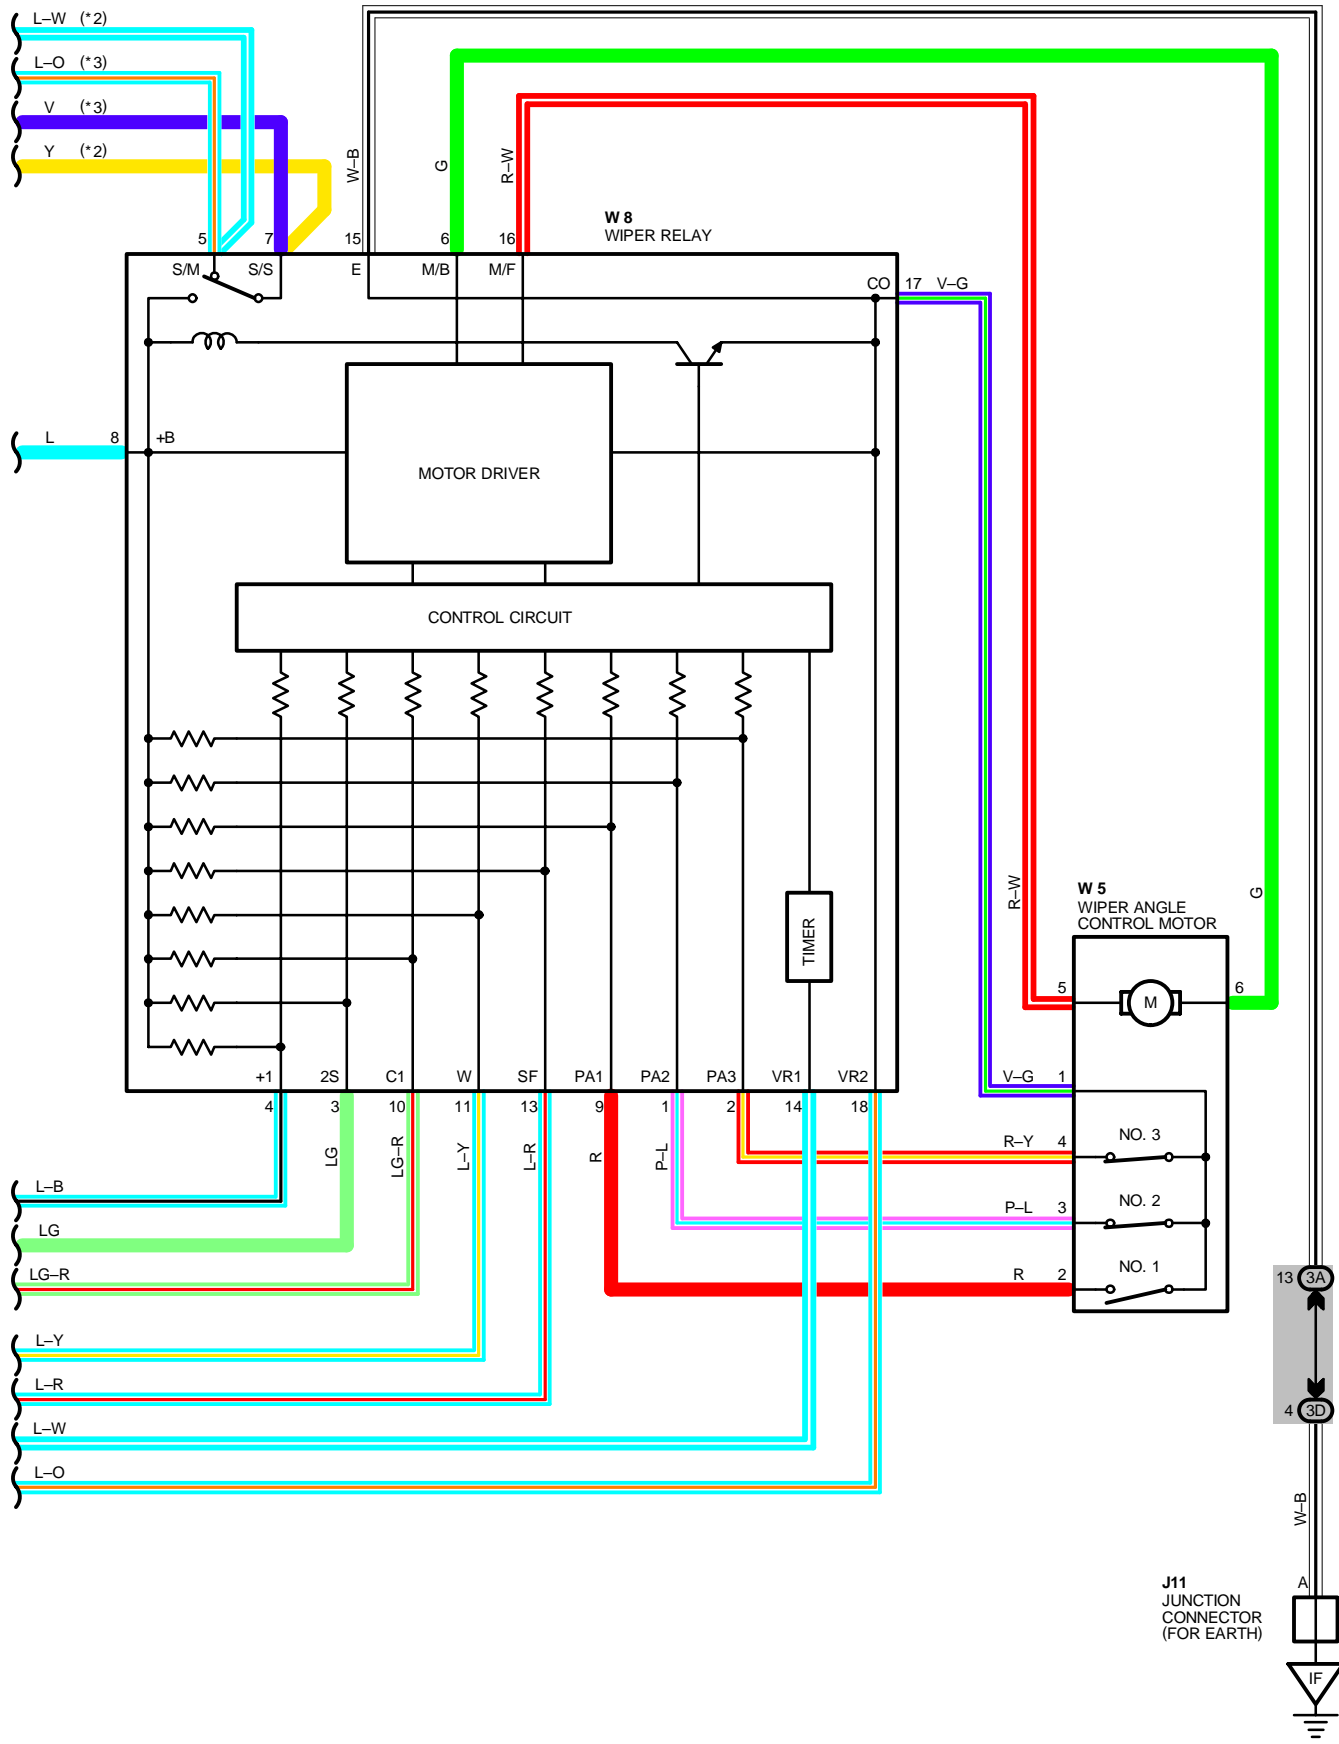 L–W (*2)
L–O (*3)
V (*3)
Y (*2)
W–B
G
R–W
W 8
WIPER RELAY
5 7 15 6 16
S/M S/S E M/B M/F
CO 17 V–G
L 8 +B
MOTOR DRIVER
CONTROL CIRCUIT
TIMER
R–W
G
W 5
WIPER ANGLE
CONTROL MOTOR
5 M 6
+1 2S C1 W SF PA1 PA2 PA3 VR1 VR2
V–G 1
4 3 10 11 13 9 1 2 14 18
LG
LG–R
L–Y
L–R
R
P–L
R–Y 4 NO. 3
P–L 3 NO. 2
R 2 NO. 1
L–B
LG
LG–R
L–Y
L–R
L–W
L–O
13 3A
4 3D
W–B
A
J11
JUNCTION
CONNECTOR
(FOR EARTH)
IF